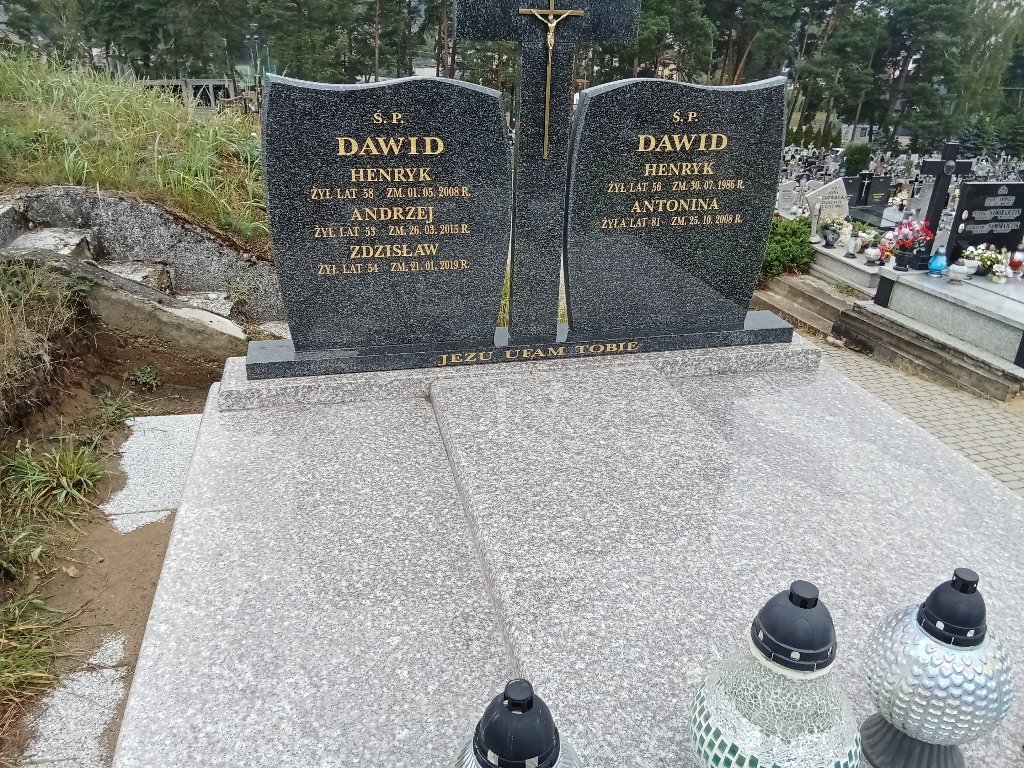 Ś. P.
DAWID
HENRYK
ŻYŁ LAT 58 ZM. 01. 05. 2008 R.
ANDRZEJ
ŻYŁ LAT 53 ZM. 26. 03. 2015 R.
ZDZISŁAW
ŻYŁ LAT 54 ZM. 21. 01. 2019 R.
Ś. P.
DAWID
HENRYK
ŻYŁ LAT 56 ZM. 30. 07. 1986 R.
ANTONINA
ŻYŁA LAT 81 ZM. 25. 10. 2008 R.
JEZU UFAM TOBIE